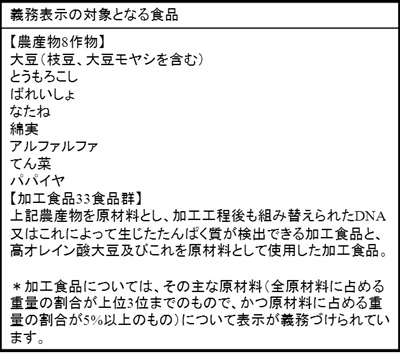 義務表示の対象となる食品
【農産物8作物】
大豆（枝豆、大豆モヤシを含む）
とうもろこし
ばれいしょ
なたね
綿実
アルファルファ
てん菜
パパイヤ
【加工食品33食品群】
上記農産物を原材料とし、加工工程後も組み替えられたDNA
又はこれによって生じたたんぱく質が検出できる加工食品と、
高オレイン酸大豆及びこれを原材料として使用した加工食品。
＊加工食品については、その主な原材料（全原材料に占める
重量の割合が上位3位までのもので、かつ原材料に占める重
量の割合が5%以上のもの）について表示が義務づけられてい
ます。